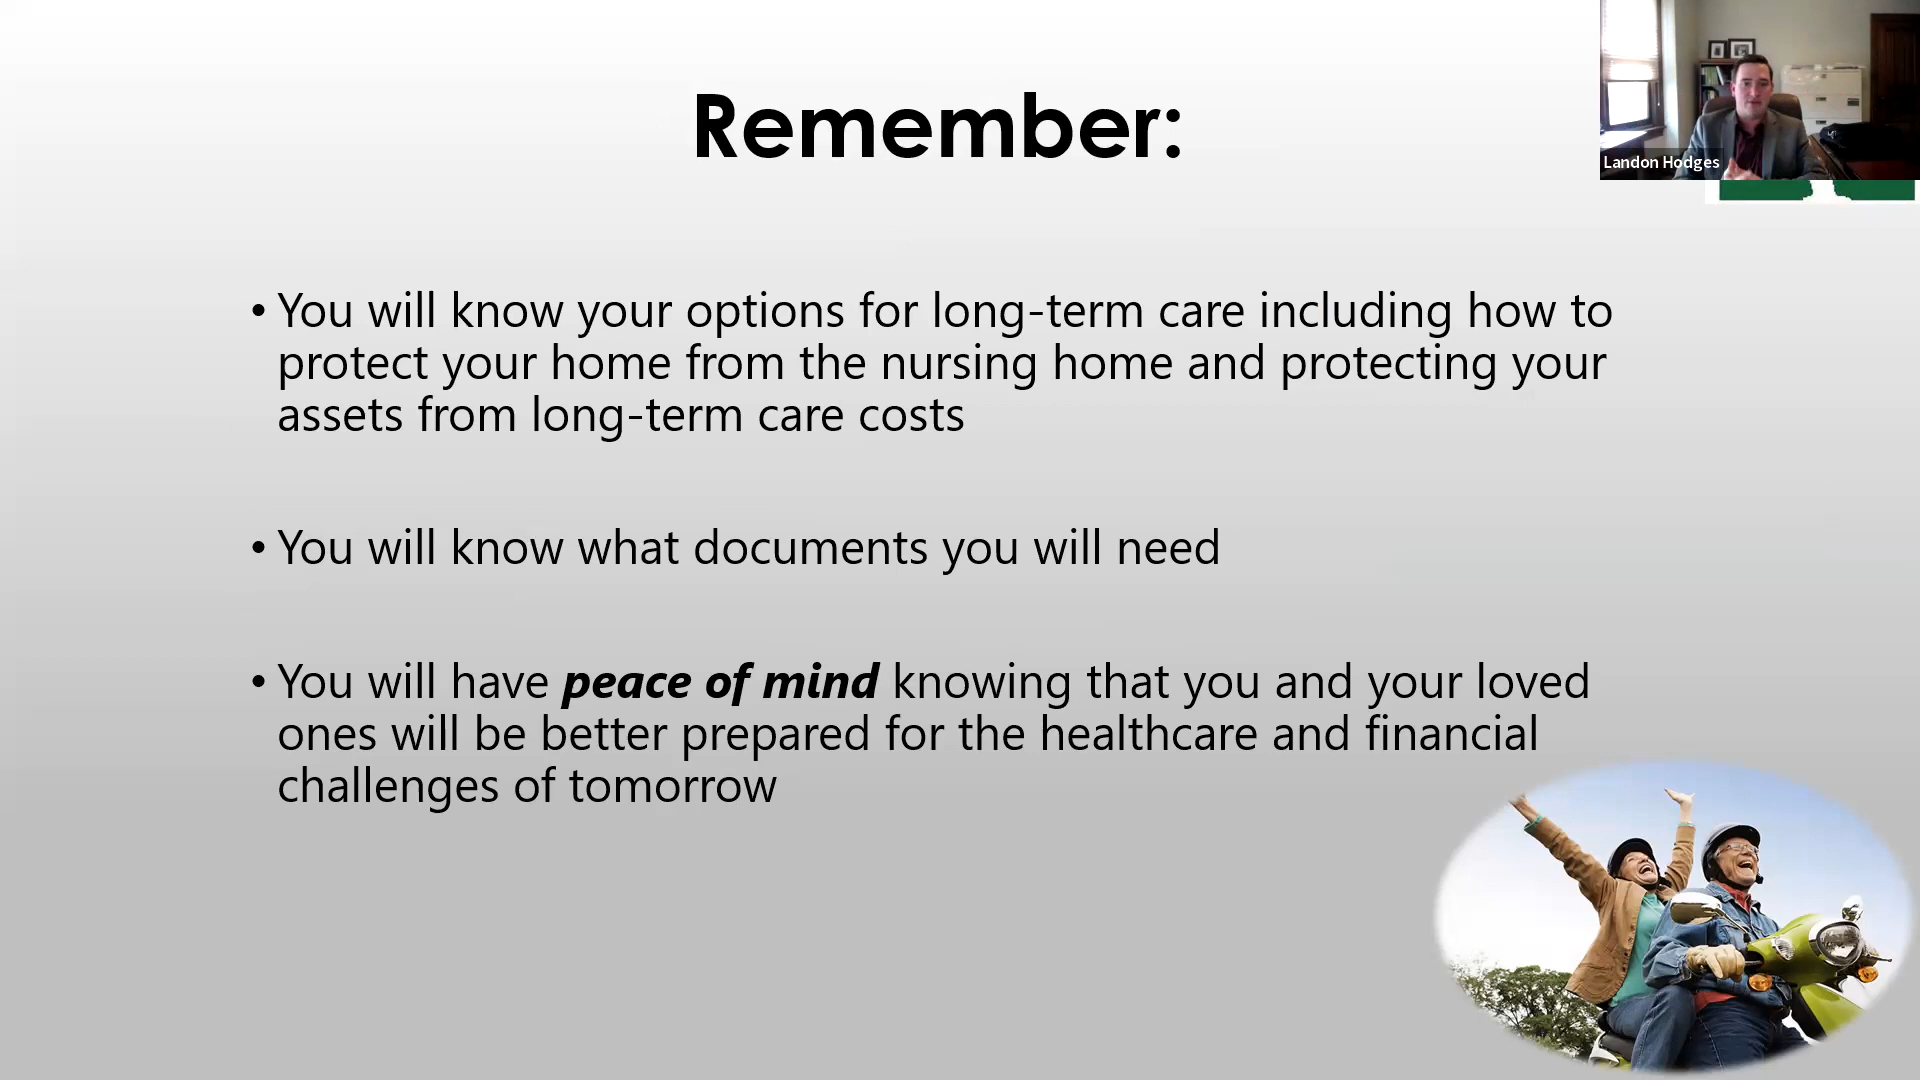 Remember:
Landon Hodges
• You will know your options for long-term care including how to
protect your home from the nursing home and protecting your
assets from long-term care costs
• You will know what documents you will need
• You will have peace of mind knowing that you and your loved
ones will be better prepared for the healthcare and financial
challenges of tomorrow